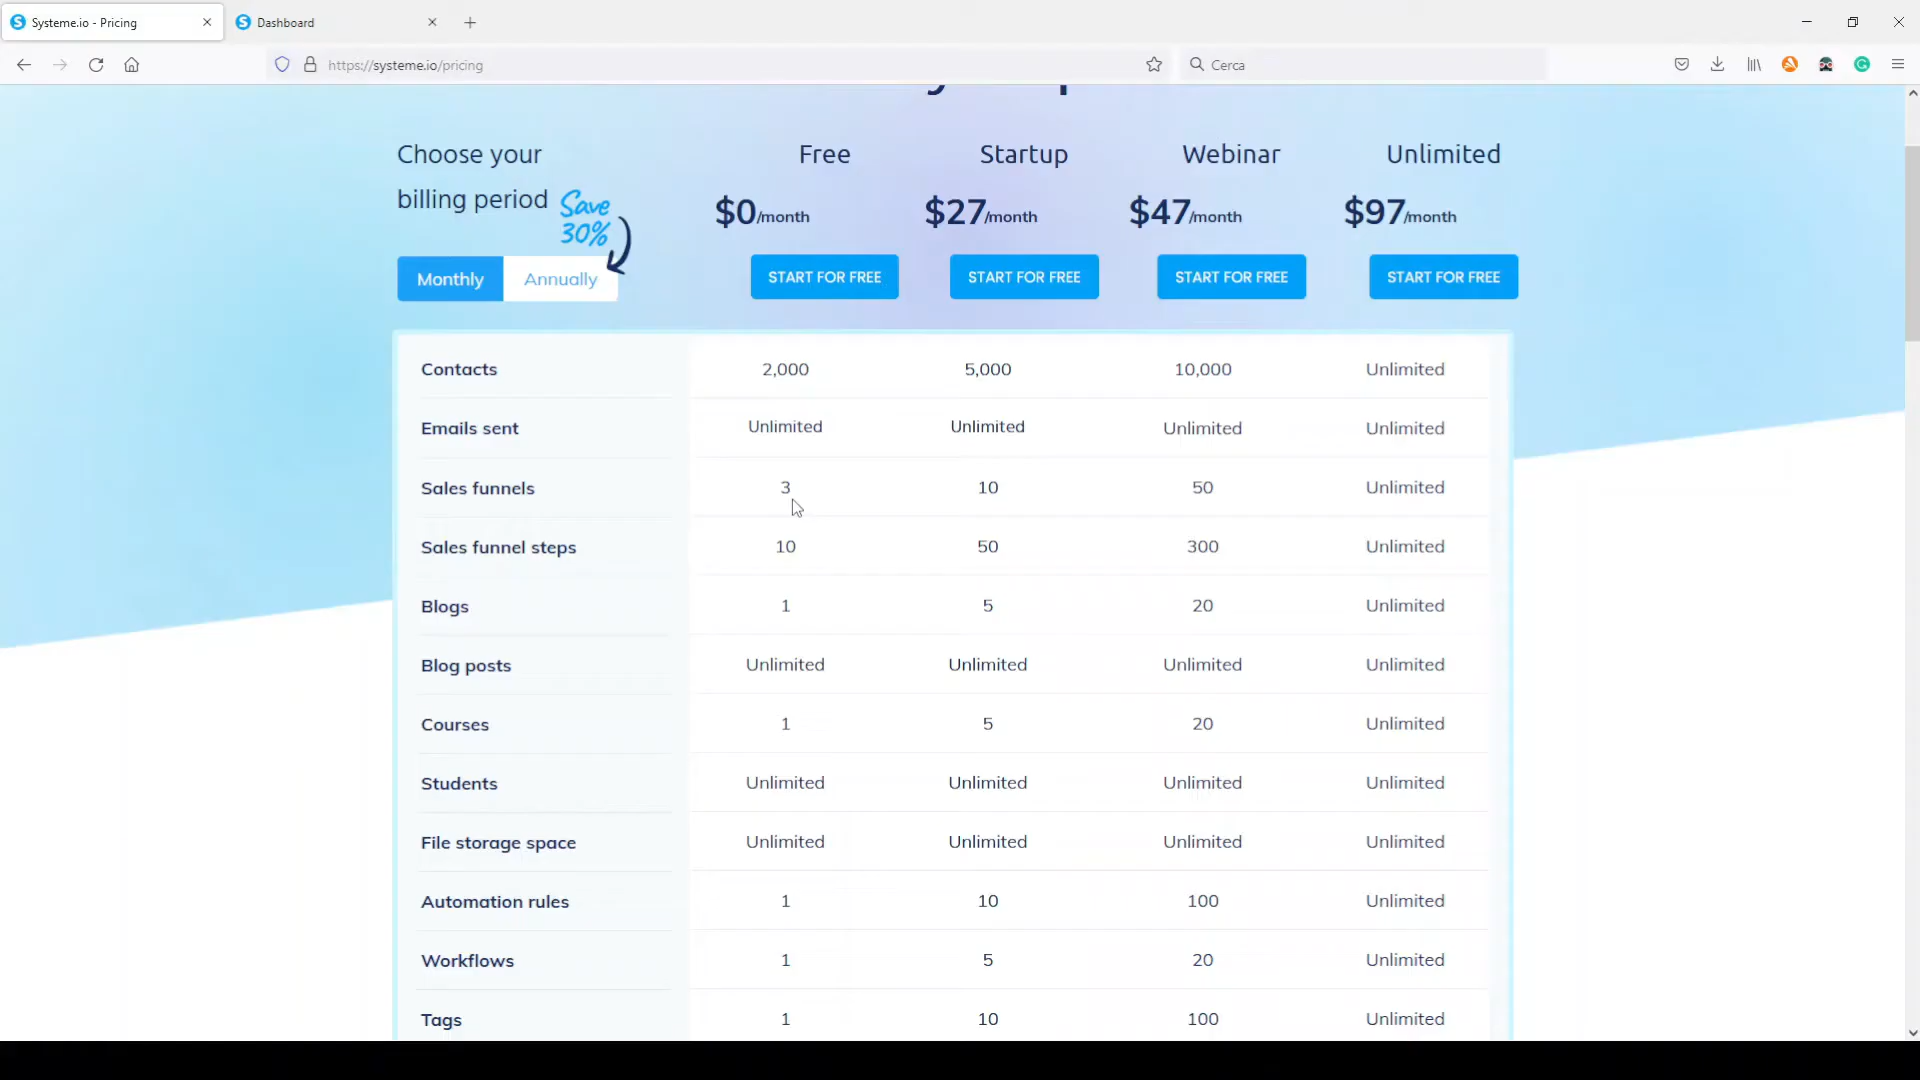 Systeme.io - Pricing
Dashboard
https://systeme.io/pricing
Cerca
Choose your
billing period
Save
30%
Monthly
Annually
Free
Startup
Webinar
Unlimited
$0/month
$27/month
$47/month
$97/month
START FOR FREE
START FOR FREE
START FOR FREE
START FOR FREE
Contacts 2,000 5,000 10,000 Unlimited
Emails sent Unlimited Unlimited Unlimited Unlimited
Sales funnels 3 10 50 Unlimited
Sales funnel steps 10 50 300 Unlimited
Blogs 1 5 20 Unlimited
Blog posts Unlimited Unlimited Unlimited Unlimited
Courses 1 5 20 Unlimited
Students Unlimited Unlimited Unlimited Unlimited
File storage space Unlimited Unlimited Unlimited Unlimited
Automation rules 1 10 100 Unlimited
Workflows 1 5 20 Unlimited
Tags 1 10 100 Unlimited